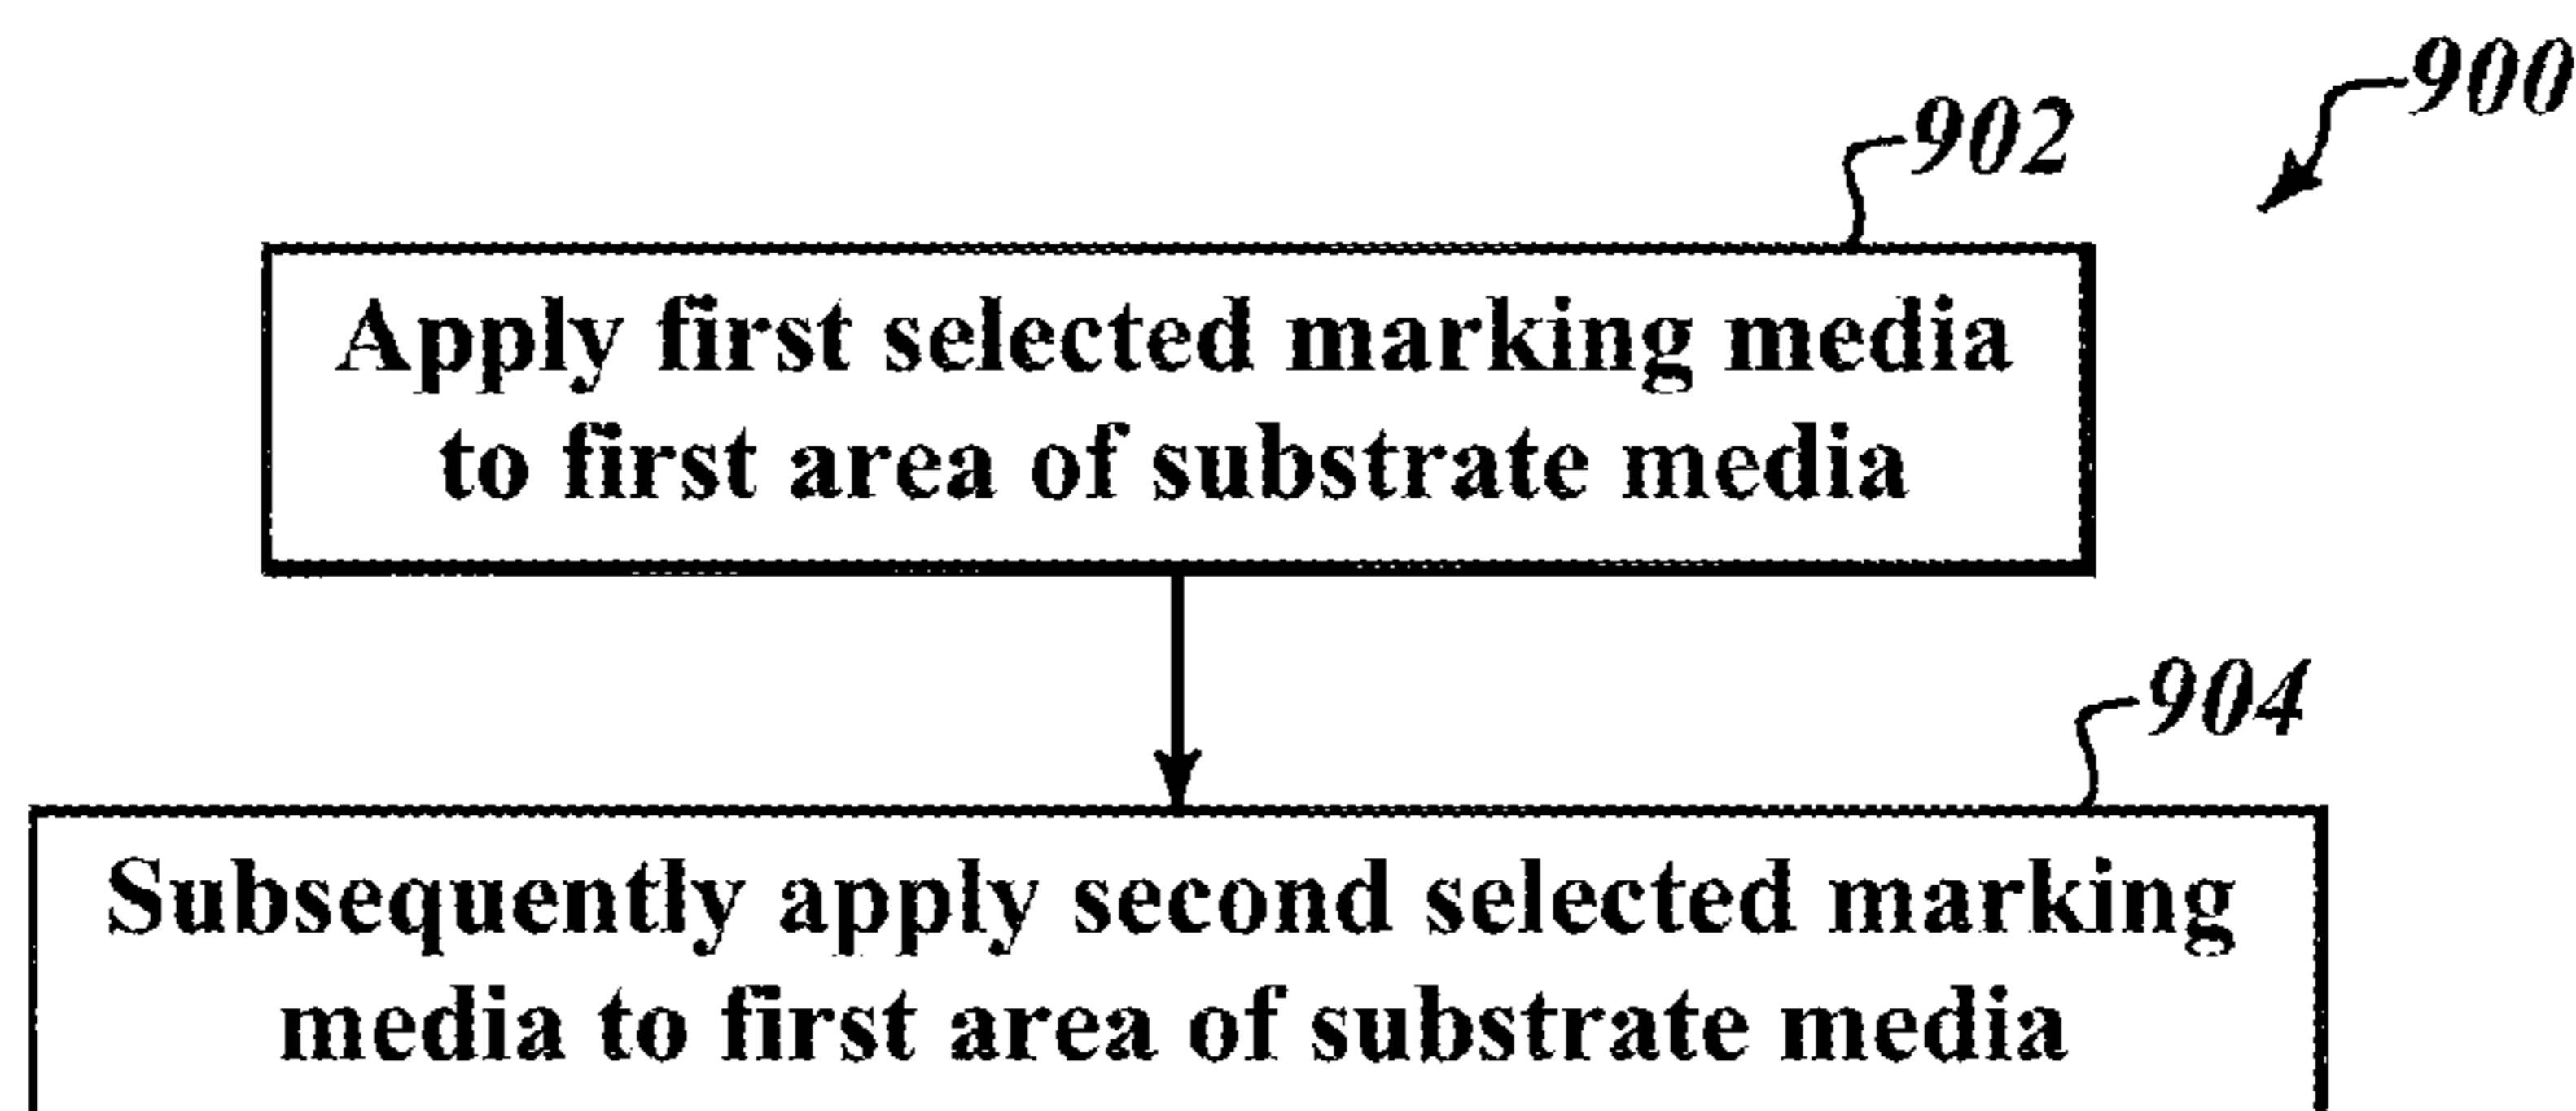 900
902
Apply first selected marking media
to first area of substrate media
904
Subsequently apply second selected marking
media to first area of substrate media